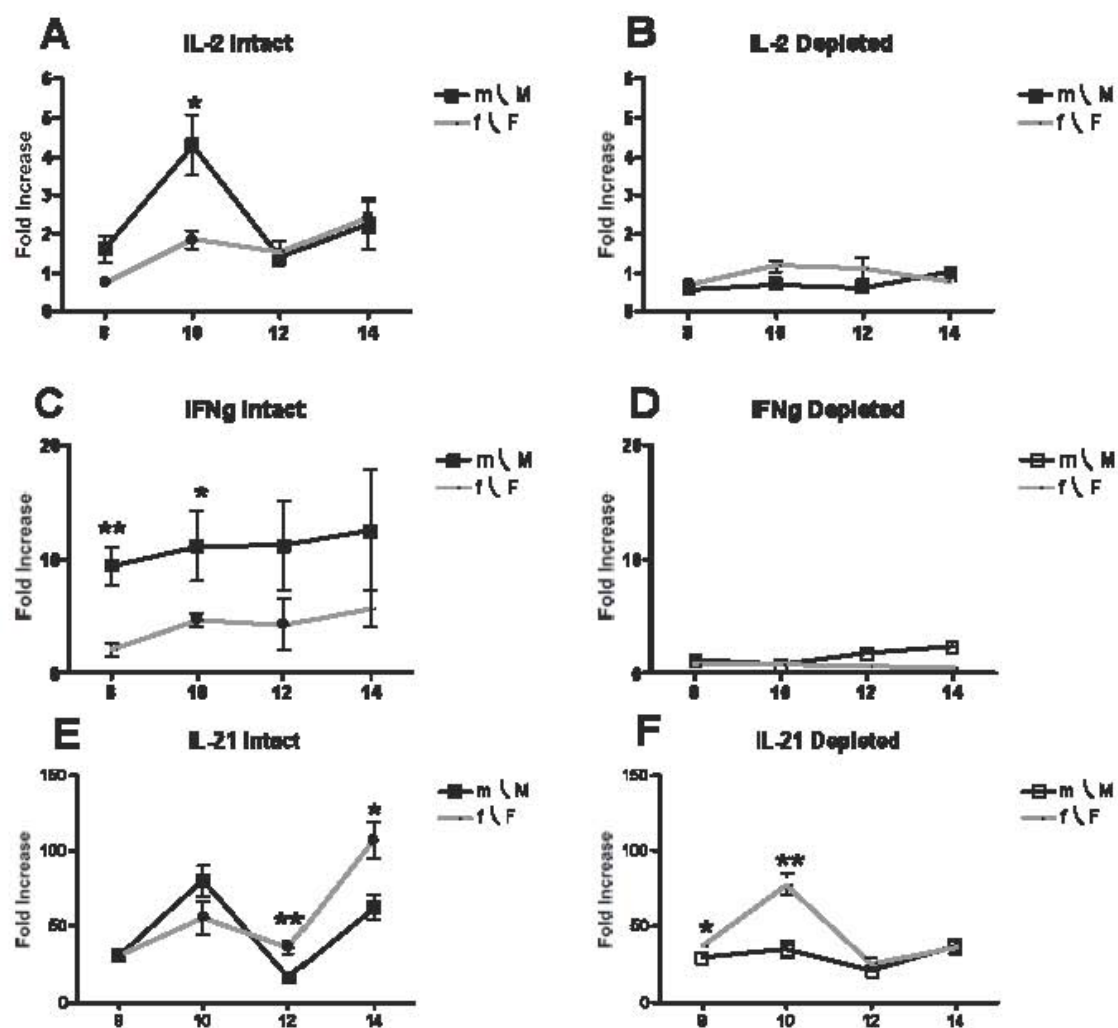 A
IL-2 Intact
6
5
4
3
2
1
0
Fold Increase
*
8
10
12
14
m \ M
f \ F
B
IL-2 Depleted
6
5
4
3
2
1
0
Fold Increase
8
10
12
14
m \ M
f \ F
C
IFNg Intact
20
10
0
Fold Increase
**
*
8
10
12
14
m \ M
f \ F
D
IFNg Depleted
20
10
0
Fold Increase
8
10
12
14
m \ M
f \ F
E
IL-21 Intact
150
100
50
0
Fold Increase
**
*
8
10
12
14
m \ M
f \ F
F
IL-21 Depleted
150
100
50
0
Fold Increase
*
**
8
10
12
14
m \ M
f \ F